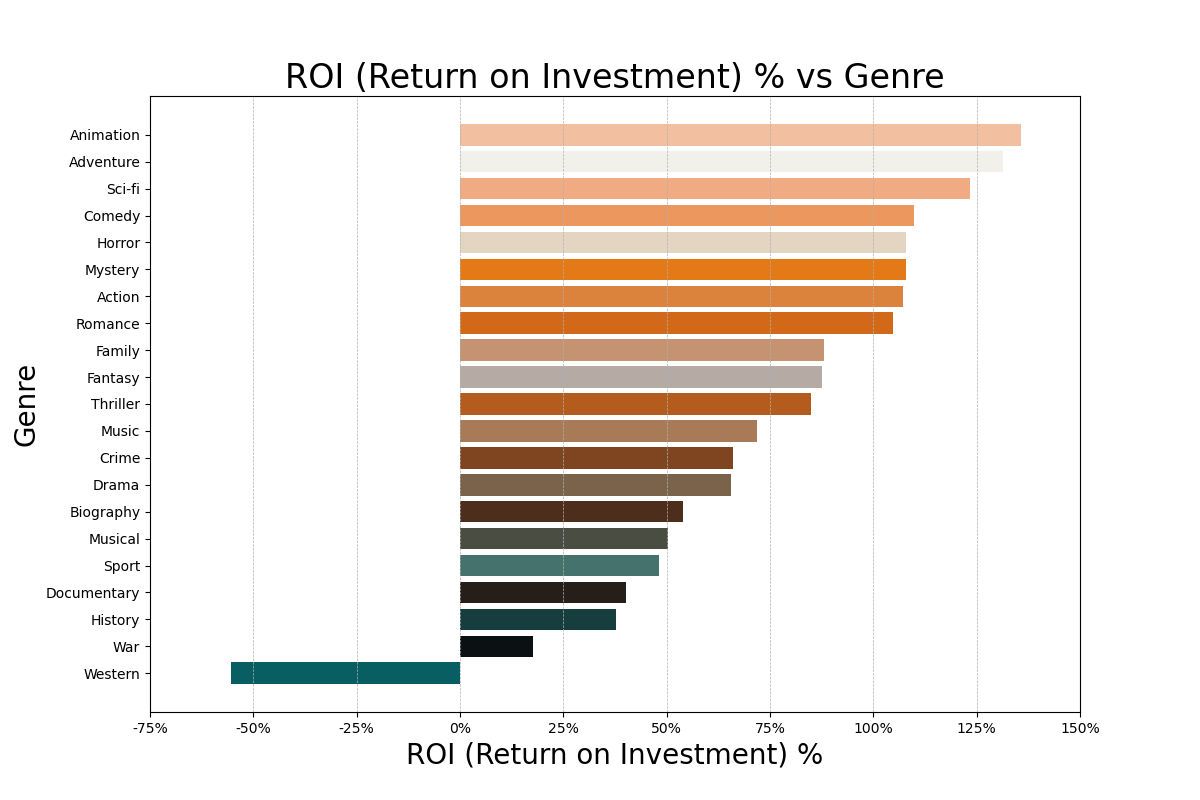 ROI (Return on Investment) % vs Genre
Animation
Adventure
Sci-fi
Comedy
Horror
Mystery
Action
Romance
Family
Fantasy
Thriller
Music
Crime
Drama
Biography
Musical
Sport
Documentary
History
War
Western
Genre
-75% -50% -25% 0% 25% 50% 75% 100% 125% 150%
ROI (Return on Investment) %